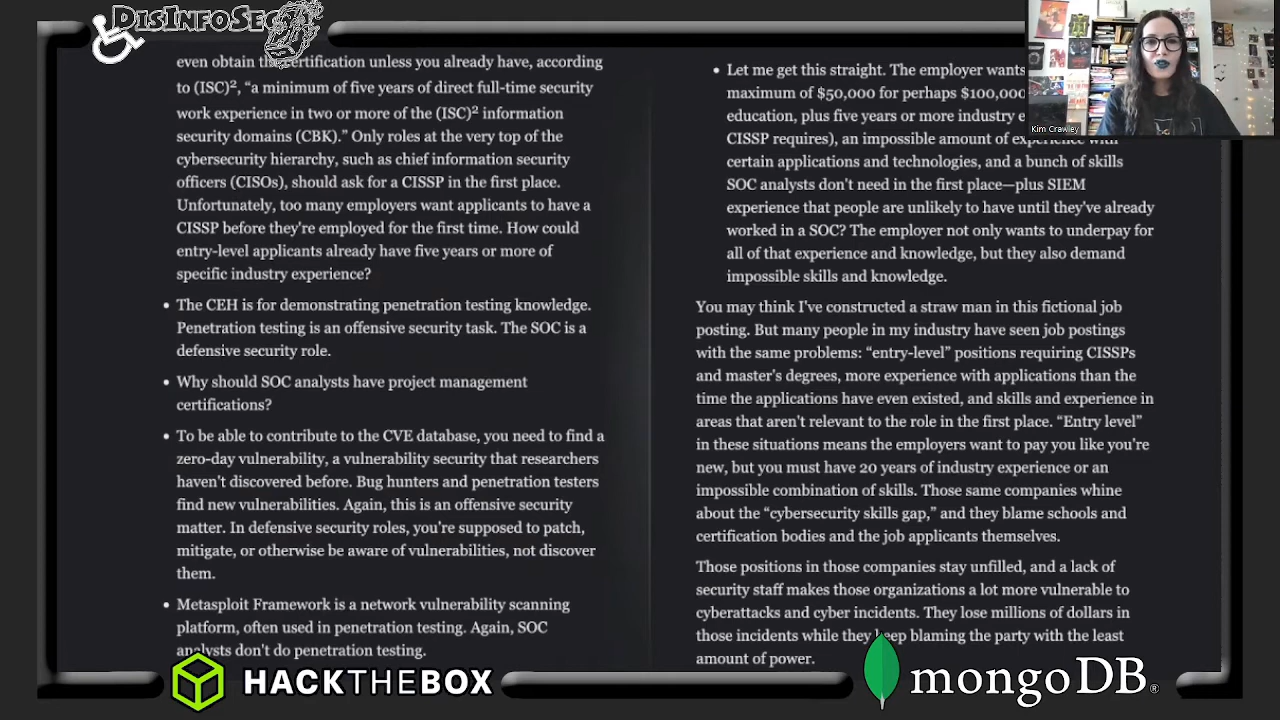 DISINFOSEC
even obtain the certification unless you already have, according
to (ISC)², “a minimum of five years of direct full-time security
work experience in two or more of the (ISC)² information
security domains (CBK).” Only roles at the very top of the
cybersecurity hierarchy, such as chief information security
officers (CISOs), should ask for a CISSP in the first place.
Unfortunately, too many employers want applicants to have a
CISSP before they're employed for the first time. How could
entry-level applicants already have five years or more of
specific industry experience?
• The CEH is for demonstrating penetration testing knowledge.
Penetration testing is an offensive security task. The SOC is a
defensive security role.
• Why should SOC analysts have project management
certifications?
• To be able to contribute to the CVE database, you need to find a
zero-day vulnerability, a vulnerability security that researchers
haven't discovered before. Bug hunters and penetration testers
find new vulnerabilities. Again, this is an offensive security
matter. In defensive security roles, you're supposed to patch,
mitigate, or otherwise be aware of vulnerabilities, not discover
them.
• Metasploit Framework is a network vulnerability scanning
platform, often used in penetration testing. Again, SOC
analysts don't do penetration testing.
• Let me get this straight. The employer wants
maximum of $50,000 for perhaps $100,000
education, plus five years or more industry
CISSP requires), an impossible amount of experience with
certain applications and technologies, and a bunch of skills
SOC analysts don't need in the first place—plus SIEM
experience that people are unlikely to have until they've already
worked in a SOC? The employer not only wants to underpay for
all of that experience and knowledge, but they also demand
impossible skills and knowledge.
You may think I've constructed a straw man in this fictional job
posting. But many people in my industry have seen job postings
with the same problems: “entry-level” positions requiring CISSPs
and master's degrees, more experience with applications than the
time the applications have even existed, and skills and experience in
areas that aren't relevant to the role in the first place. “Entry level”
in these situations means the employers want to pay you like you're
new, but you must have 20 years of industry experience or an
impossible combination of skills. Those same companies whine
about the “cybersecurity skills gap,” and they blame schools and
certification bodies and the job applicants themselves.
Those positions in those companies stay unfilled, and a lack of
security staff makes those organizations a lot more vulnerable to
cyberattacks and cyber incidents. They lose millions of dollars in
those incidents while they keep blaming the party with the least
amount of power.
Kim Crawley
HACKTHEBOX
mongoDB®